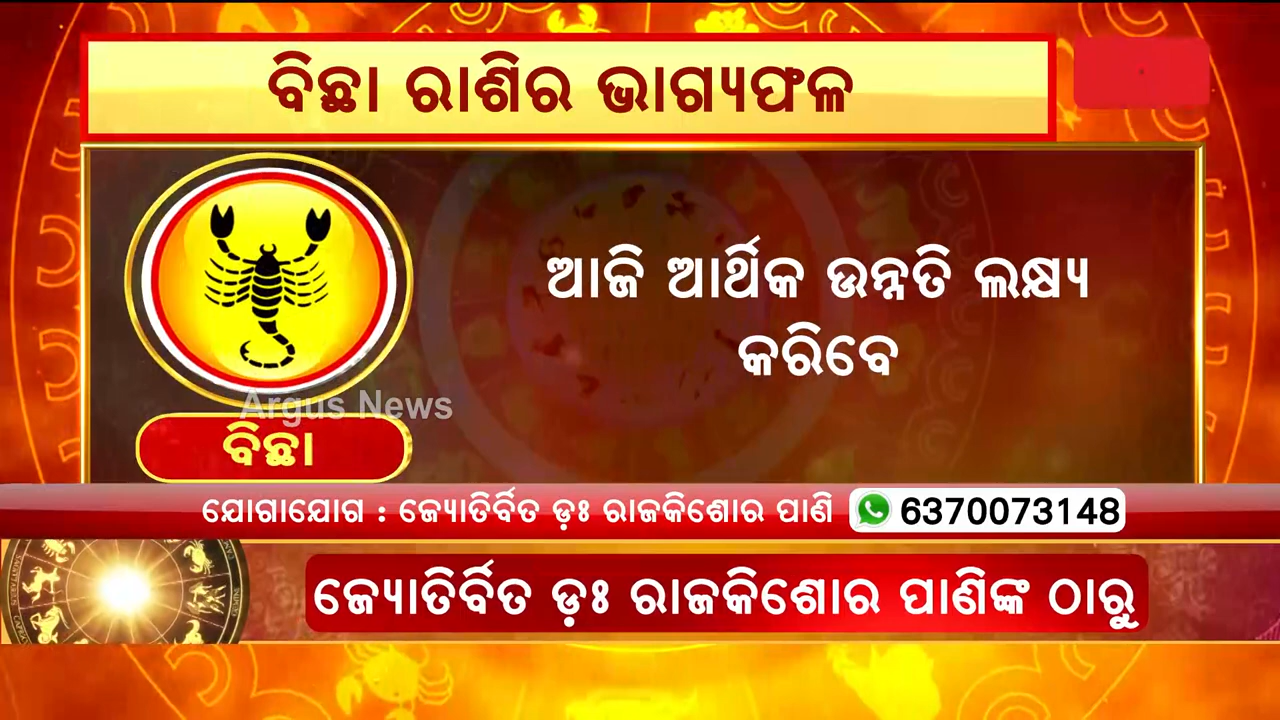 ବିଛା ରାଶିର ଭାଗ୍ୟଫଳ
ଆଜି ଆର୍ଥିକ ଉନ୍ନତି ଲକ୍ଷ୍ୟ
କରିବେ
Argus News
ବିଛା
ଯୋଗାଯୋଗ : ଜ୍ୟୋତିର୍ବିତ ଡ଼ଃ ରାଜକିଶୋର ପାଣି 6370073148
ଜ୍ୟୋତିର୍ବିତ ଡ଼ଃ ରାଜକିଶୋର ପାଣିଙ୍କ ଠାରୁ